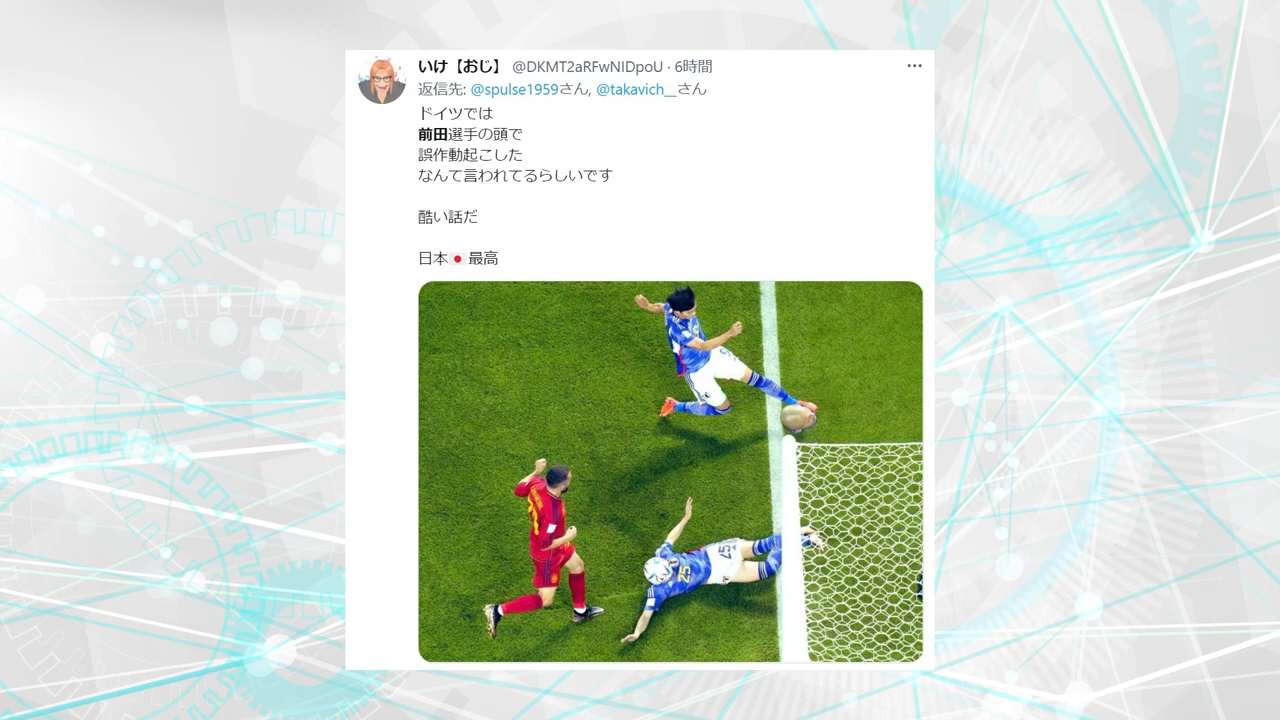 いけ【おじ】 @DKMT2aRFwNIDpoU · 6時間
返信先: @spulse1959さん, @takavich__さん
ドイツでは
前田選手の頭で
誤作動起こした
なんて言われてるらしいです
酷い話だ
日本🇯🇵最高
25
25